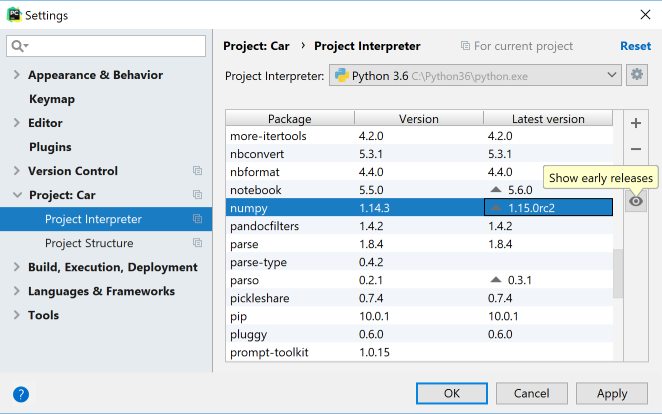 PC Settings
Project: Car › Project Interpreter For current project Reset
Appearance & Behavior
Keymap
Editor
Plugins
Version Control
Project: Car
Project Interpreter
Project Structure
Build, Execution, Deployment
Languages & Frameworks
Tools
Project Interpreter: Python 3.6 C:\Python36\python.exe
Package Version Latest version
more-itertools 4.2.0 4.2.0
nbconvert 5.3.1 5.3.1
nbformat 4.4.0 4.4.0
Show early releases
notebook 5.5.0 5.6.0
numpy 1.14.3 1.15.0rc2
pandocfilters 1.4.2 1.4.2
parse 1.8.4 1.8.4
parse-type 0.4.2
parso 0.2.1 0.3.1
pickleshare 0.7.4 0.7.4
pip 10.0.1 10.0.1
pluggy 0.6.0 0.6.0
prompt-toolkit 1.0.15
? OK Cancel Apply